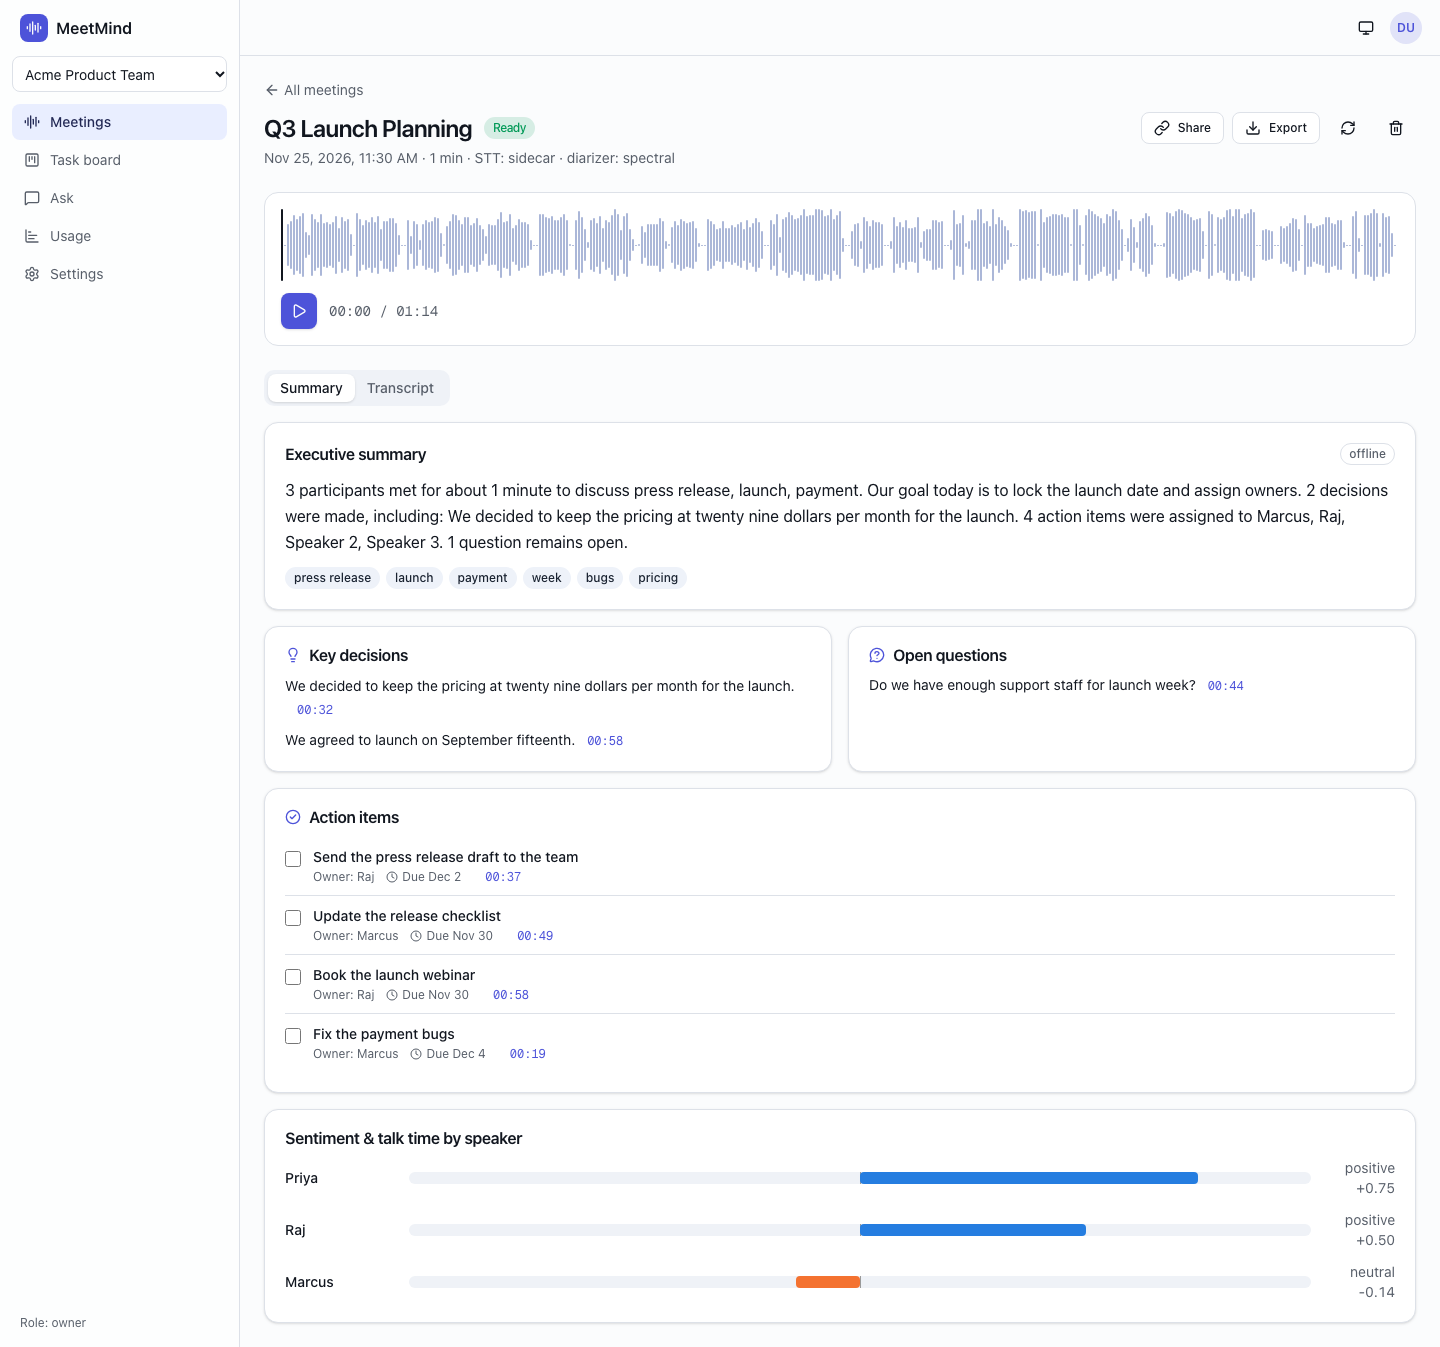 MeetMind
Acme Product Team
Meetings
Task board
Ask
Usage
Settings
Role: owner
DU
All meetings
Q3 Launch Planning
Ready
Share
Export
Nov 25, 2026, 11:30 AM · 1 min · STT: sidecar · diarizer: spectral
00:00 / 01:14
Summary
Transcript
Executive summary
offline
3 participants met for about 1 minute to discuss press release, launch, payment. Our goal today is to lock the launch date and assign owners. 2 decisions
were made, including: We decided to keep the pricing at twenty nine dollars per month for the launch. 4 action items were assigned to Marcus, Raj,
Speaker 2, Speaker 3. 1 question remains open.
press release
launch
payment
week
bugs
pricing
Key decisions
We decided to keep the pricing at twenty nine dollars per month for the launch.
00:32
We agreed to launch on September fifteenth. 00:58
Open questions
Do we have enough support staff for launch week? 00:44
Action items
Send the press release draft to the team
Owner: Raj Due Dec 2 00:37
Update the release checklist
Owner: Marcus Due Nov 30 00:49
Book the launch webinar
Owner: Raj Due Nov 30 00:58
Fix the payment bugs
Owner: Marcus Due Dec 4 00:19
Sentiment & talk time by speaker
Priya
positive
+0.75
Raj
positive
+0.50
Marcus
neutral
-0.14